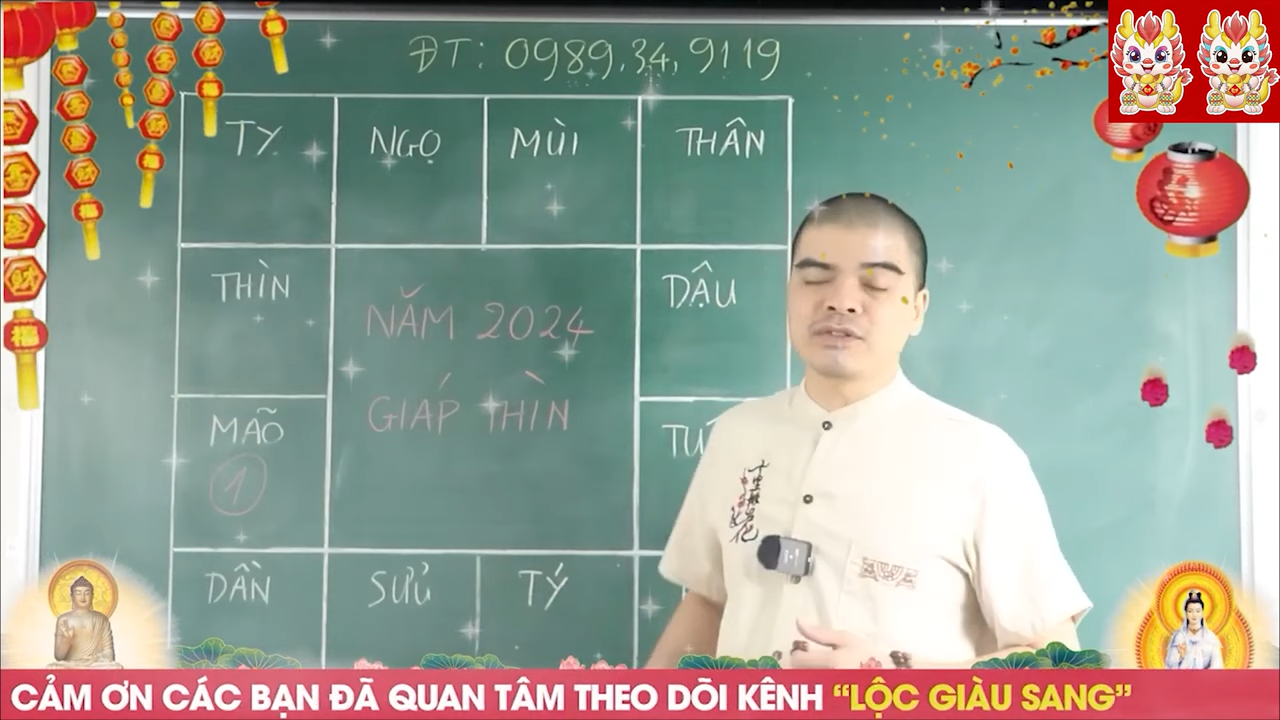 ĐT: 0989.34.9119
TỴ
NGỌ
MÙI
THÂN
THÌN
DẬU
NĂM 2024
GIÁP THÌN
MÃO
1
DẦN
SỬU
TÝ
福
CẢM ƠN CÁC BẠN ĐÃ QUAN TÂM THEO DÕI KÊNH “LỘC GIÀU SANG”